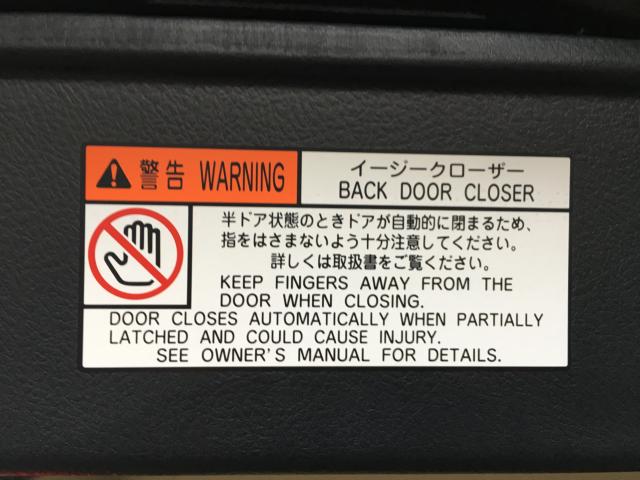 警告 WARNING
イージークローザー
BACK DOOR CLOSER
半ドア状態のときドアが自動的に閉まるため、
指をはさまないよう十分注意してください。
詳しくは取扱書をご覧ください。
KEEP FINGERS AWAY FROM THE
DOOR WHEN CLOSING.
DOOR CLOSES AUTOMATICALLY WHEN PARTIALLY
LATCHED AND COULD CAUSE INJURY.
SEE OWNER'S MANUAL FOR DETAILS.